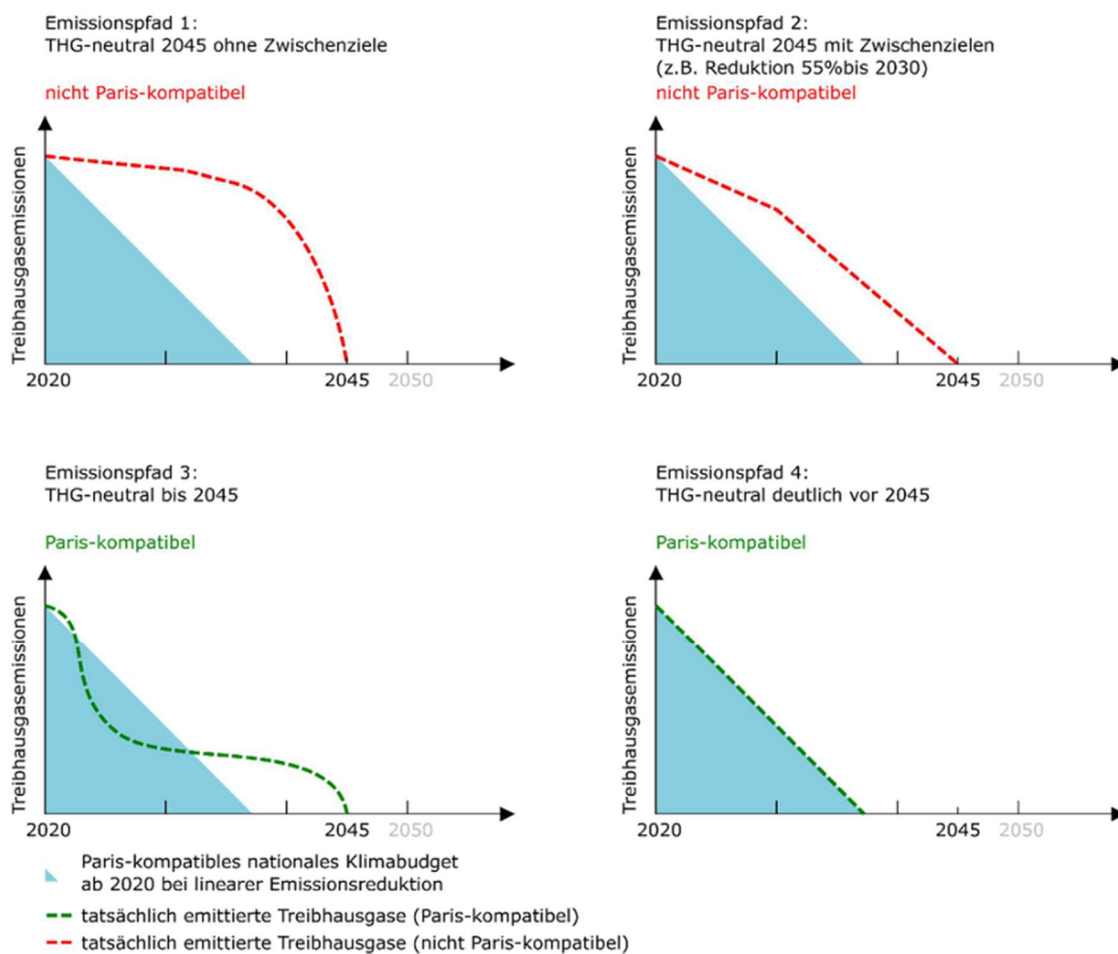 Emissionspfad 1:
THG-neutral 2045 ohne Zwischenziele
nicht Paris-kompatibel
Treibhausgasemissionen
2020
2045
2050
Emissionspfad 2:
THG-neutral 2045 mit Zwischenzielen
(z.B. Reduktion 55%bis 2030)
nicht Paris-kompatibel
Treibhausgasemissionen
2020
2045
2050
Emissionspfad 3:
THG-neutral bis 2045
Paris-kompatibel
Treibhausgasemissionen
2020
2045
2050
Emissionspfad 4:
THG-neutral deutlich vor 2045
Paris-kompatibel
Treibhausgasemissionen
2020
2045
2050
Paris-kompatibles nationales Klimabudget
ab 2020 bei linearer Emissionsreduktion
tatsächlich emittierte Treibhausgase (Paris-kompatibel)
tatsächlich emittierte Treibhausgase (nicht Paris-kompatibel)